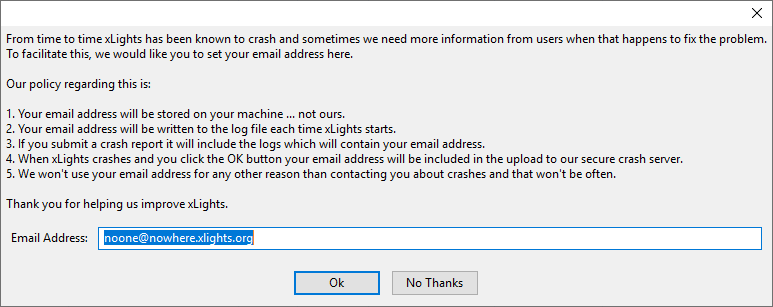 From time to time xLights has been known to crash and sometimes we need more information from users when that happens to fix the problem.
To facilitate this, we would like you to set your email address here.
Our policy regarding this is:
1. Your email address will be stored on your machine ... not ours.
2. Your email address will be written to the log file each time xLights starts.
3. If you submit a crash report it will include the logs which will contain your email address.
4. When xLights crashes and you click the OK button your email address will be included in the upload to our secure crash server.
5. We won't use your email address for any other reason than contacting you about crashes and that won't be often.
Thank you for helping us improve xLights.
Email Address: noone@nowhere.xlights.org
Ok No Thanks